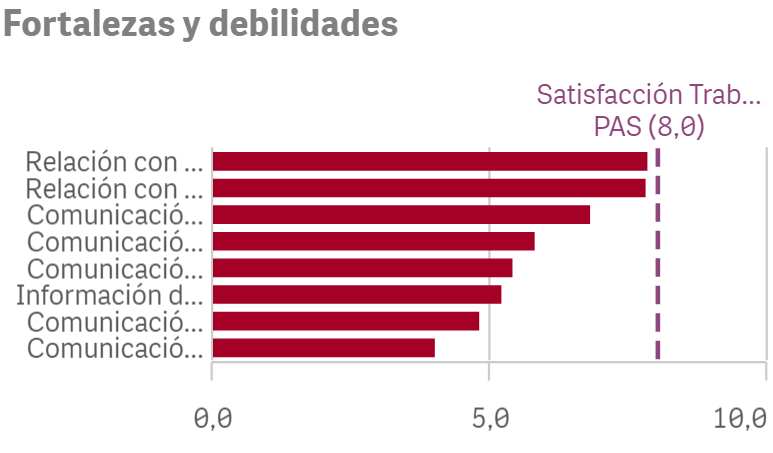 Fortalezas y debilidades
Satisfacción Trab...
PAS (8,0)
Relación con ...
Relación con ...
Comunicació...
Comunicació...
Comunicació...
Información d...
Comunicació...
Comunicació...
0,0
5,0
10,0